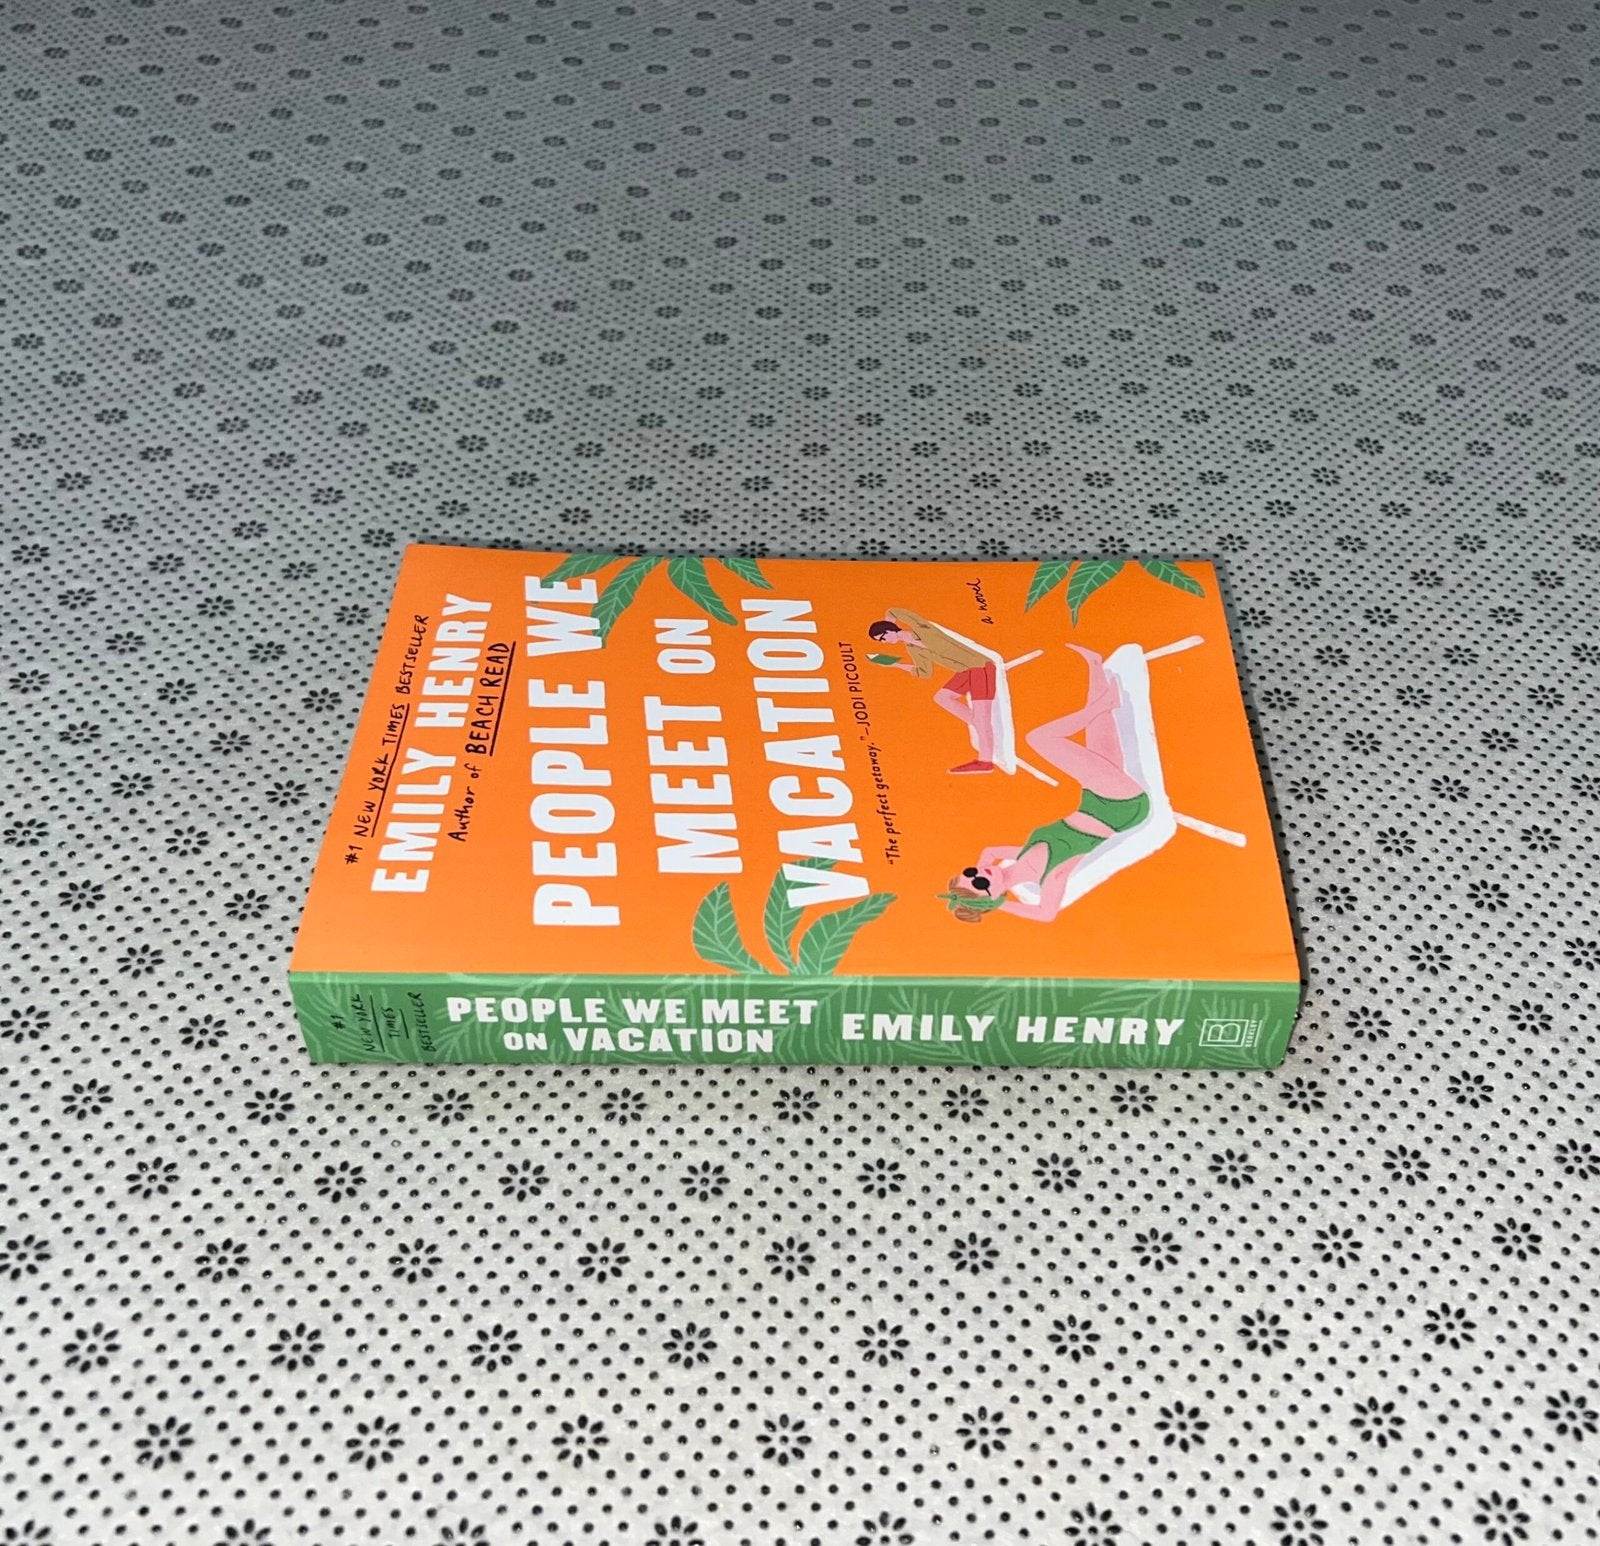 #1 NEW YORK TIMES BESTSELLER
EMILY HENRY
Author of BEACH READ
PEOPLE WE
MEET ON
VACATION
"The perfect getaway."—JODI PICOULT
a novel
#1
NEW YORK
TIMES
BESTSELLER
PEOPLE WE MEET
ON VACATION
EMILY HENRY
B
BERKLEY